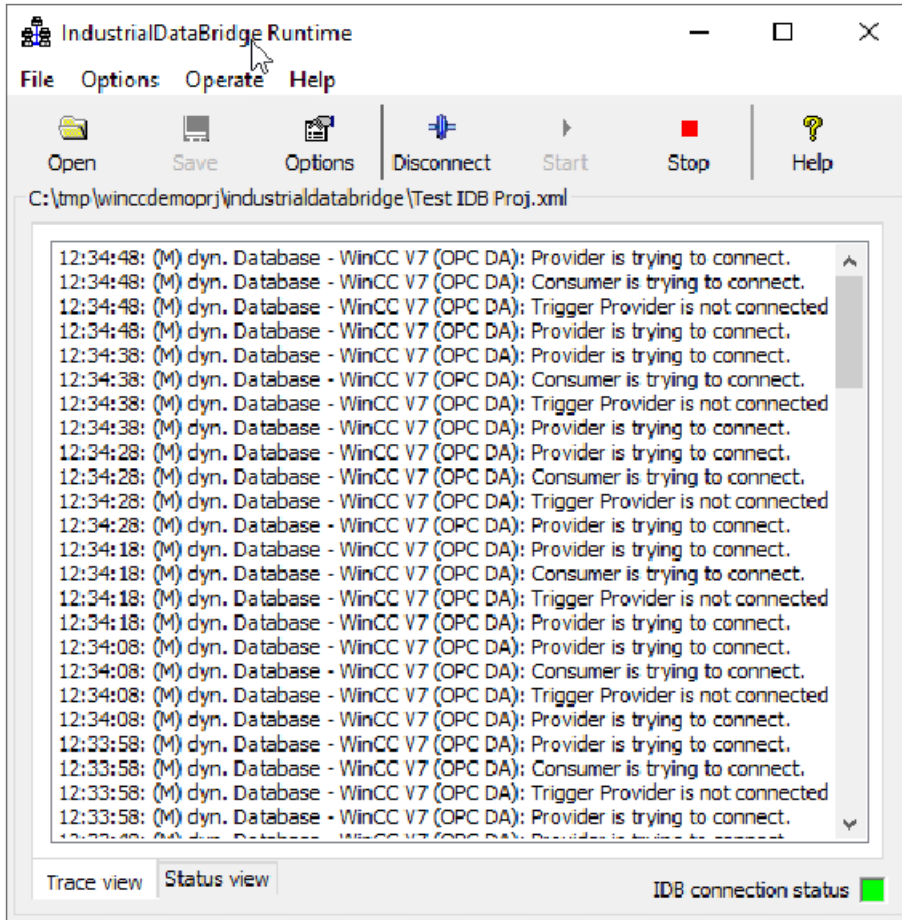 IndustrialDataBridge Runtime
File Options Operate Help
Open Save Options Disconnect Start Stop Help
C:\tmp\winccdemoprj\industrialdatabridge\Test IDB Proj.xml
12:34:48: (M) dyn. Database - WinCC V7 (OPC DA): Provider is trying to connect.
12:34:48: (M) dyn. Database - WinCC V7 (OPC DA): Consumer is trying to connect.
12:34:48: (M) dyn. Database - WinCC V7 (OPC DA): Trigger Provider is not connected
12:34:48: (M) dyn. Database - WinCC V7 (OPC DA): Provider is trying to connect.
12:34:38: (M) dyn. Database - WinCC V7 (OPC DA): Provider is trying to connect.
12:34:38: (M) dyn. Database - WinCC V7 (OPC DA): Consumer is trying to connect.
12:34:38: (M) dyn. Database - WinCC V7 (OPC DA): Trigger Provider is not connected
12:34:38: (M) dyn. Database - WinCC V7 (OPC DA): Provider is trying to connect.
12:34:28: (M) dyn. Database - WinCC V7 (OPC DA): Provider is trying to connect.
12:34:28: (M) dyn. Database - WinCC V7 (OPC DA): Consumer is trying to connect.
12:34:28: (M) dyn. Database - WinCC V7 (OPC DA): Trigger Provider is not connected
12:34:28: (M) dyn. Database - WinCC V7 (OPC DA): Provider is trying to connect.
12:34:18: (M) dyn. Database - WinCC V7 (OPC DA): Provider is trying to connect.
12:34:18: (M) dyn. Database - WinCC V7 (OPC DA): Consumer is trying to connect.
12:34:18: (M) dyn. Database - WinCC V7 (OPC DA): Trigger Provider is not connected
12:34:18: (M) dyn. Database - WinCC V7 (OPC DA): Provider is trying to connect.
12:34:08: (M) dyn. Database - WinCC V7 (OPC DA): Provider is trying to connect.
12:34:08: (M) dyn. Database - WinCC V7 (OPC DA): Consumer is trying to connect.
12:34:08: (M) dyn. Database - WinCC V7 (OPC DA): Trigger Provider is not connected
12:34:08: (M) dyn. Database - WinCC V7 (OPC DA): Provider is trying to connect.
12:33:58: (M) dyn. Database - WinCC V7 (OPC DA): Provider is trying to connect.
12:33:58: (M) dyn. Database - WinCC V7 (OPC DA): Consumer is trying to connect.
12:33:58: (M) dyn. Database - WinCC V7 (OPC DA): Trigger Provider is not connected
12:33:58: (M) dyn. Database - WinCC V7 (OPC DA): Provider is trying to connect.
Trace view Status view
IDB connection status